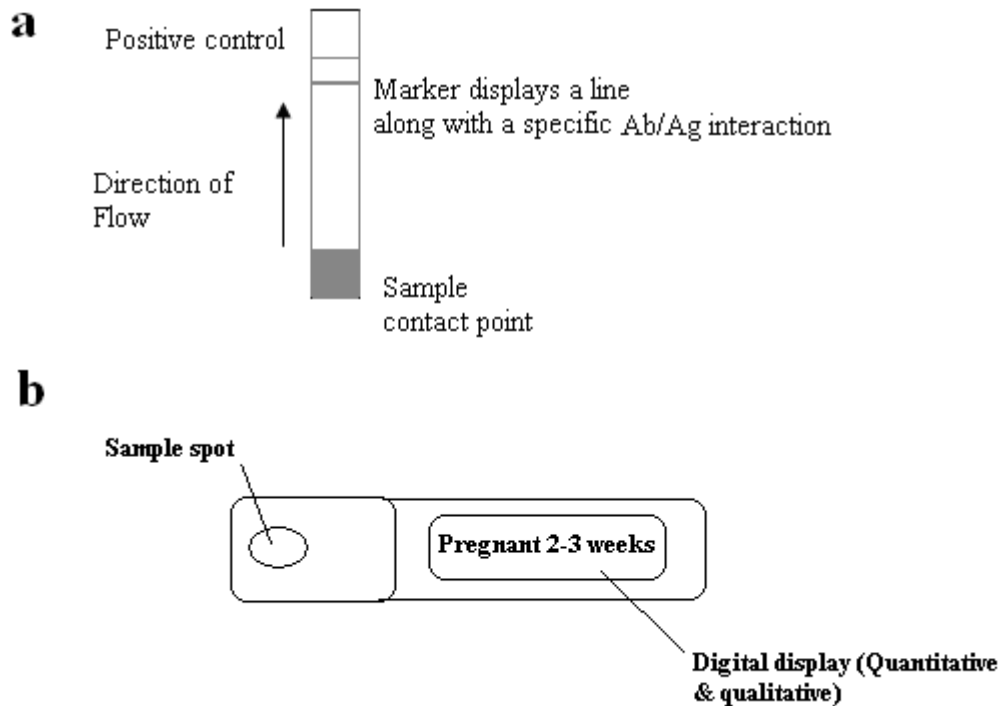 a
Positive control
Marker displays a line
along with a specific Ab/Ag interaction
Direction of
Flow
Sample
contact point
b
Sample spot
Pregnant 2-3 weeks
Digital display (Quantitative
& qualitative)